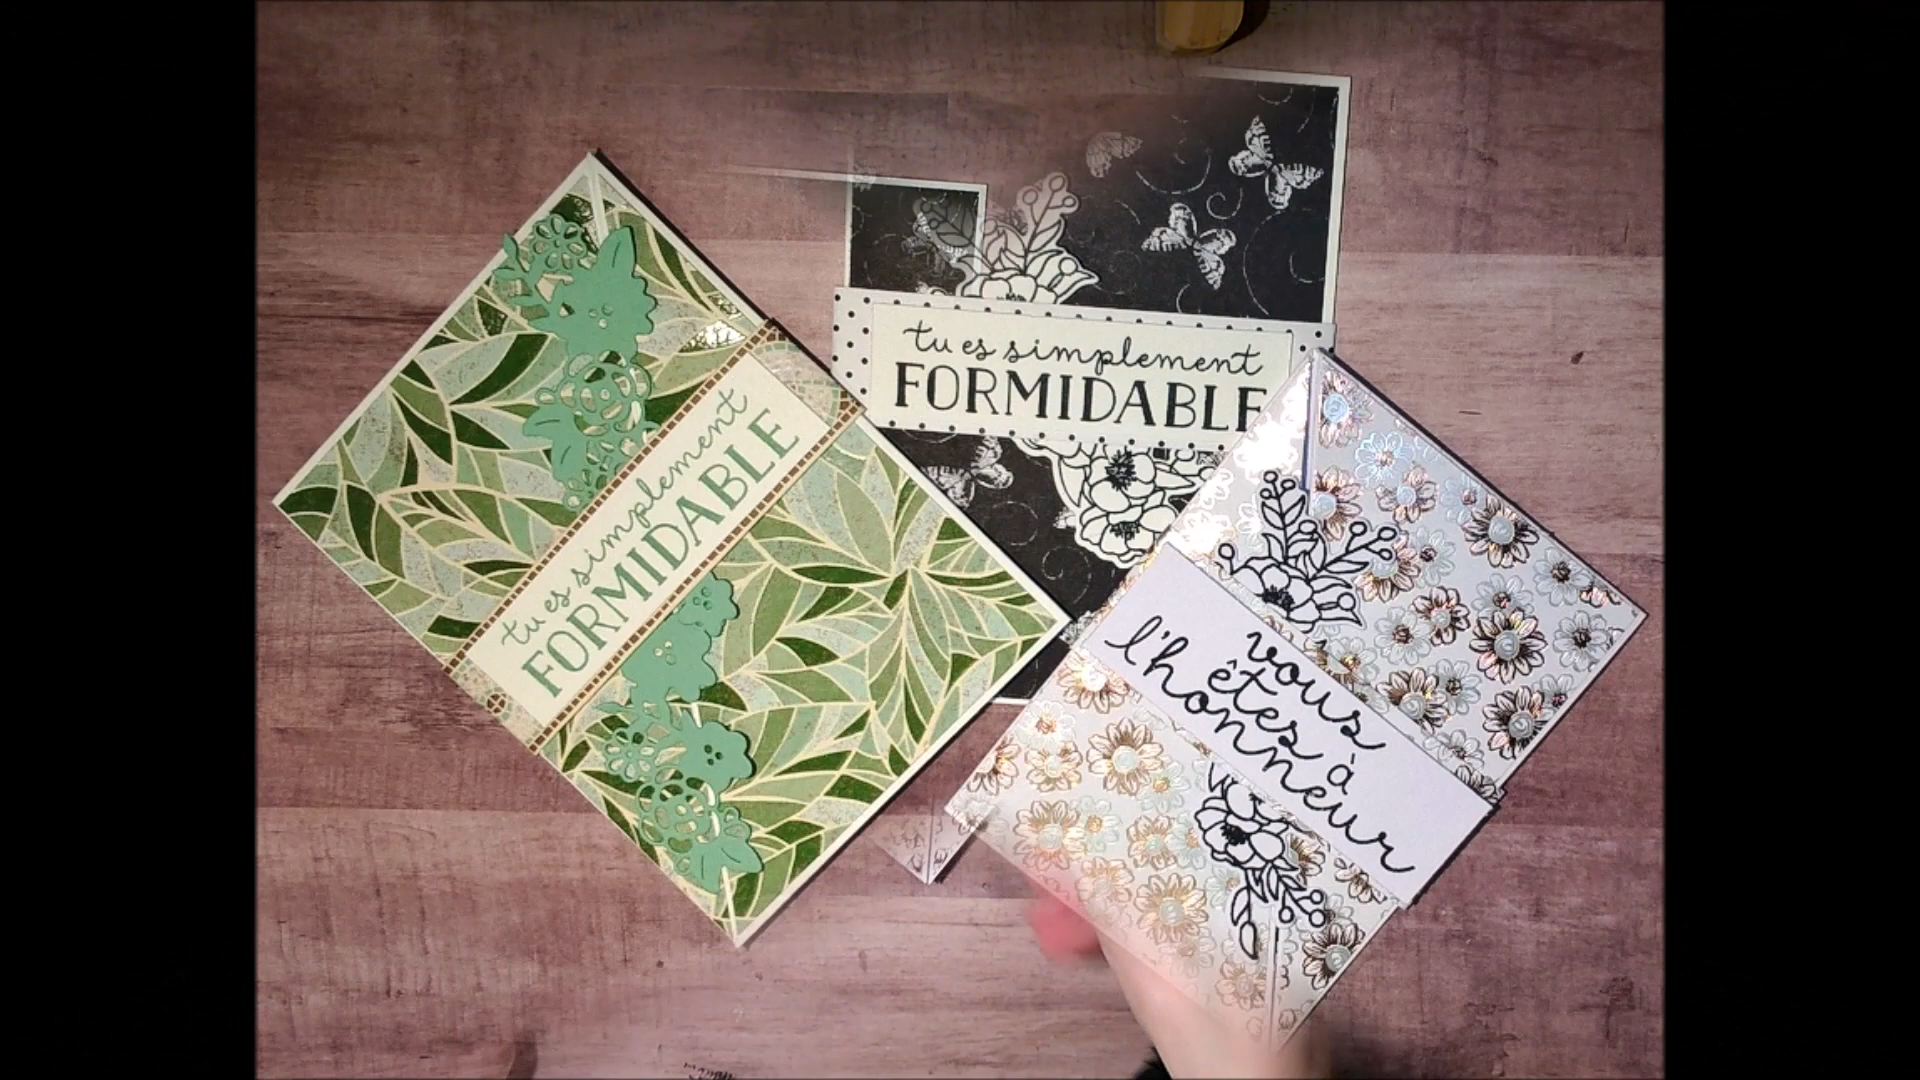 tu es simplement
FORMIDABLE
tu es simplement
FORMIDABLE
vous
êtes à
l'honneur